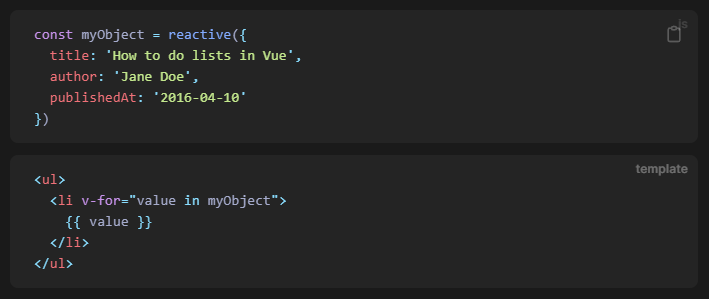 js
const myObject = reactive({
  title: 'How to do lists in Vue',
  author: 'Jane Doe',
  publishedAt: '2016-04-10'
})
template
<ul>
  <li v-for="value in myObject">
    {{ value }}
  </li>
</ul>